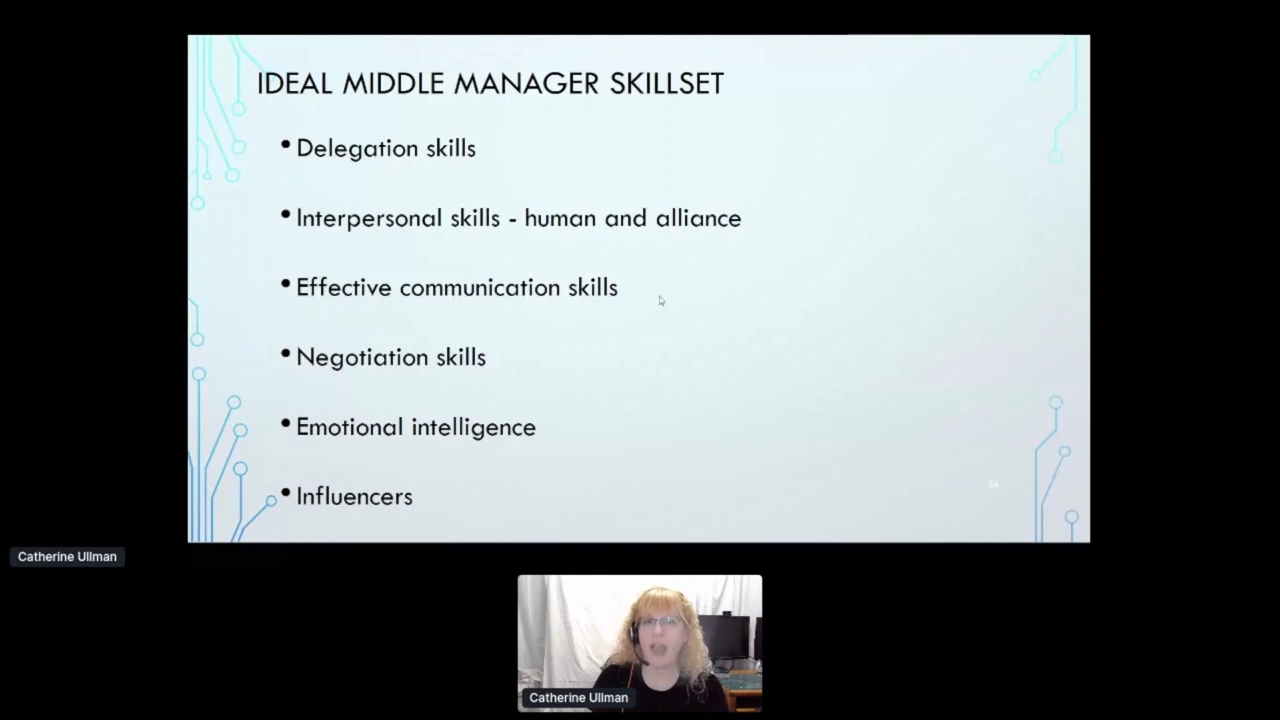 IDEAL MIDDLE MANAGER SKILLSET
• Delegation skills
• Interpersonal skills - human and alliance
• Effective communication skills
• Negotiation skills
• Emotional intelligence
• Influencers
34
Catherine Ullman
Catherine Ullman